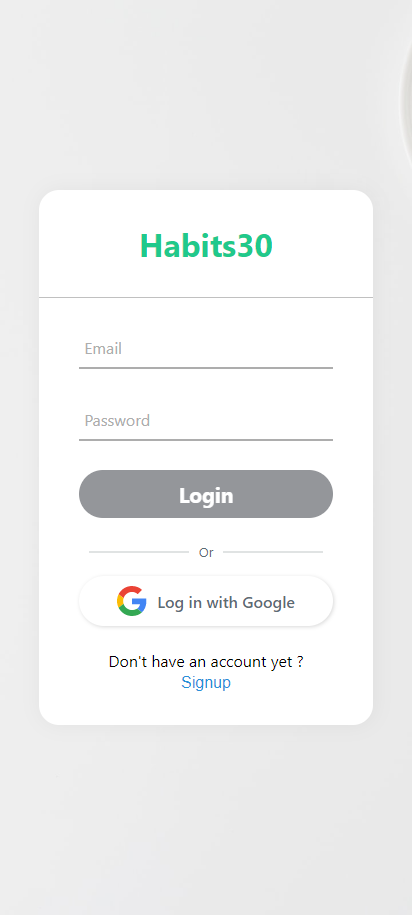 Habits30
Email
Password
Login
Or
Log in with Google
Don't have an account yet ?
Signup